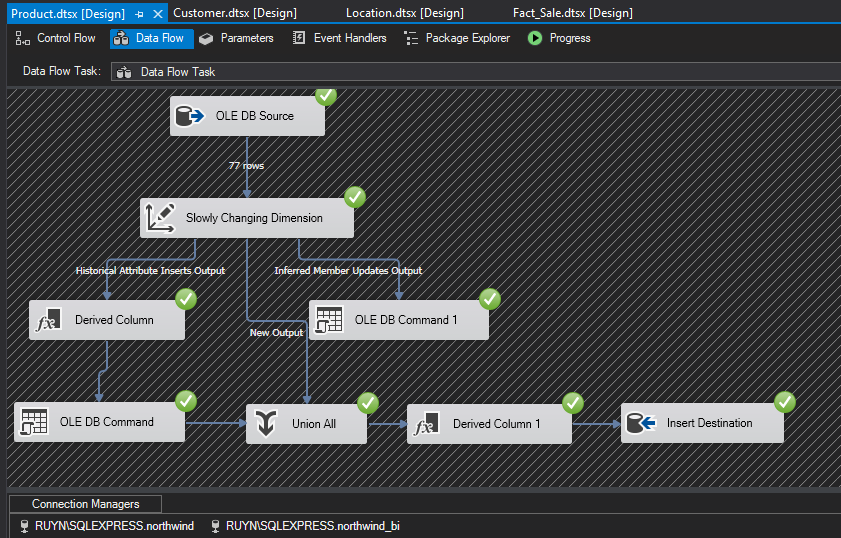 Product.dtsx [Design] Customer.dtsx [Design] Location.dtsx [Design] Fact_Sale.dtsx [Design]
Control Flow Data Flow Parameters Event Handlers Package Explorer Progress
Data Flow Task: Data Flow Task
OLE DB Source
77 rows
Slowly Changing Dimension
Historical Attribute Inserts Output Inferred Member Updates Output
fx Derived Column OLE DB Command 1
New Output
OLE DB Command Union All fx Derived Column 1 Insert Destination
Connection Managers
RUYN\SQLEXPRESS.northwind RUYN\SQLEXPRESS.northwind_bi